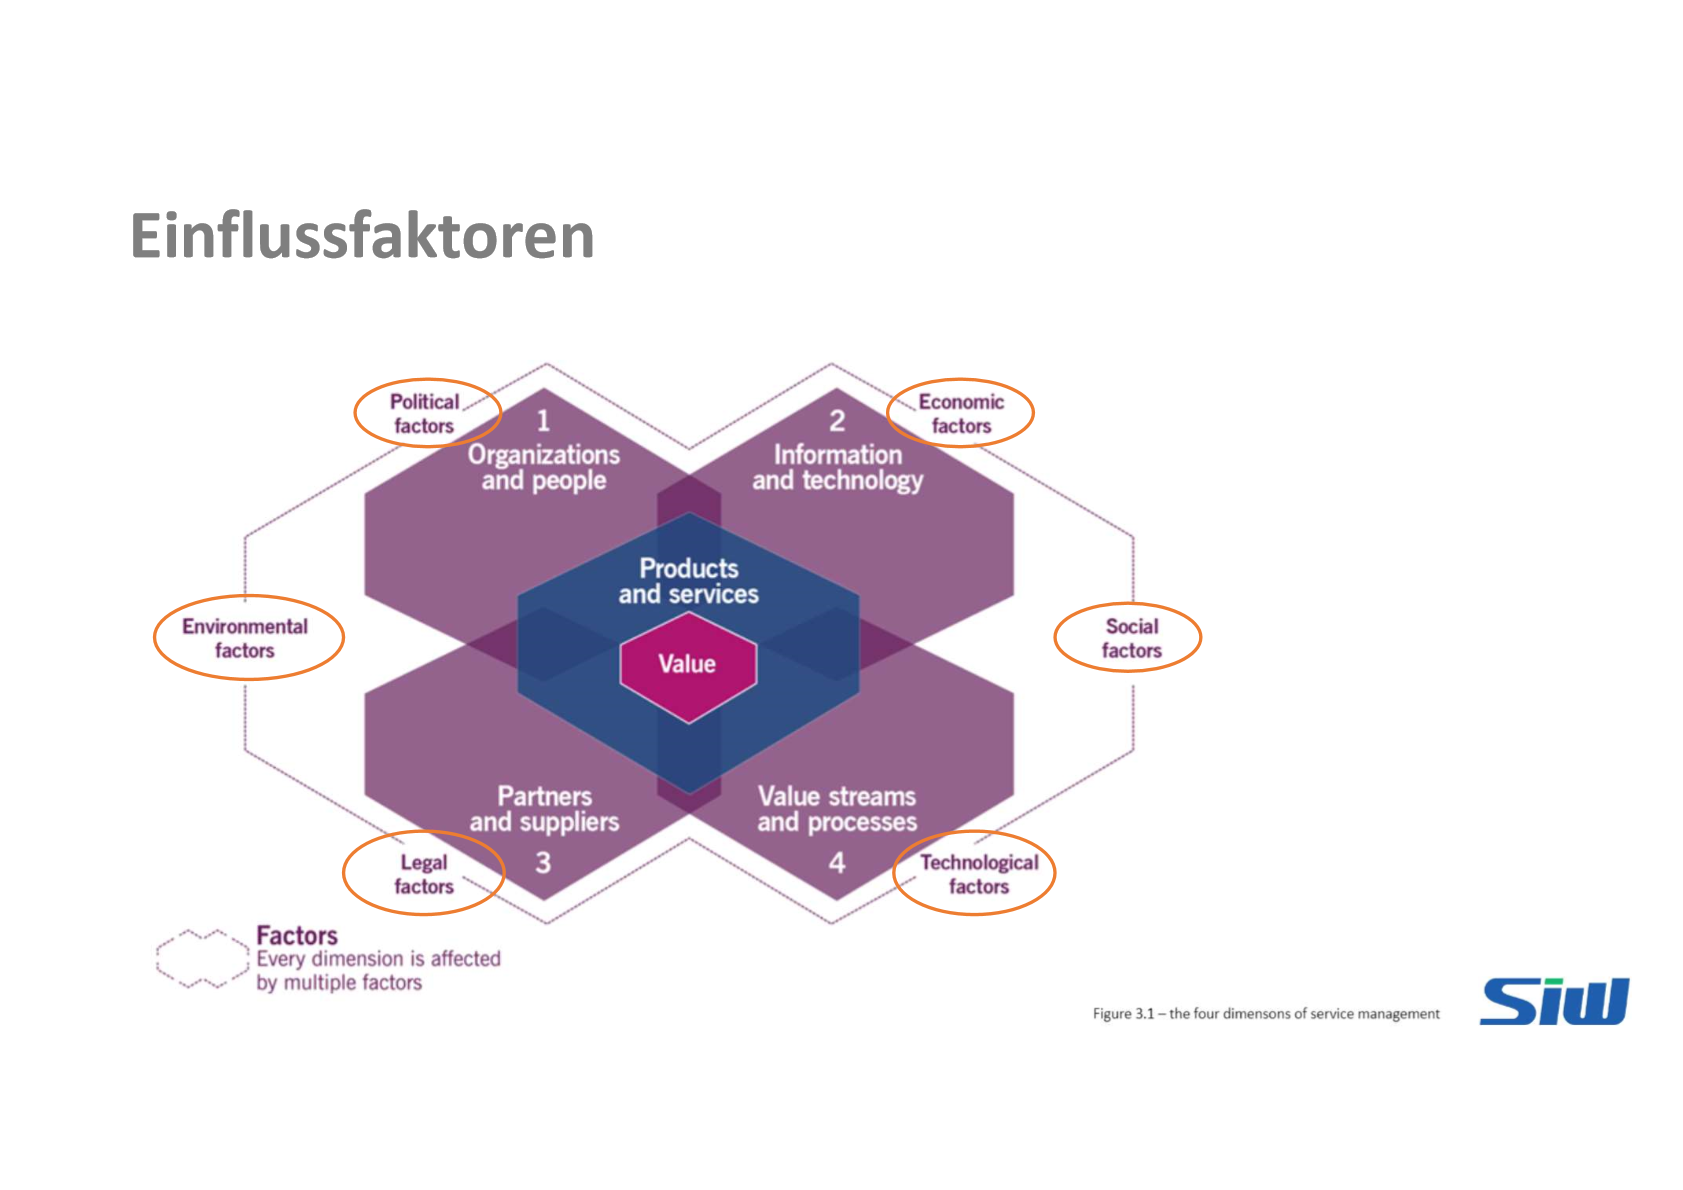 Einflussfaktoren
Political
factors
1
Organizations
and people
2
Information
and technology
Economic
factors
Products
and services
Value
Environmental
factors
Social
factors
Partners
and suppliers
3
Value streams
and processes
4
Legal
factors
Technological
factors
Factors
Every dimension is affected
by multiple factors
Figure 3.1 – the four dimensons of service management
Siw